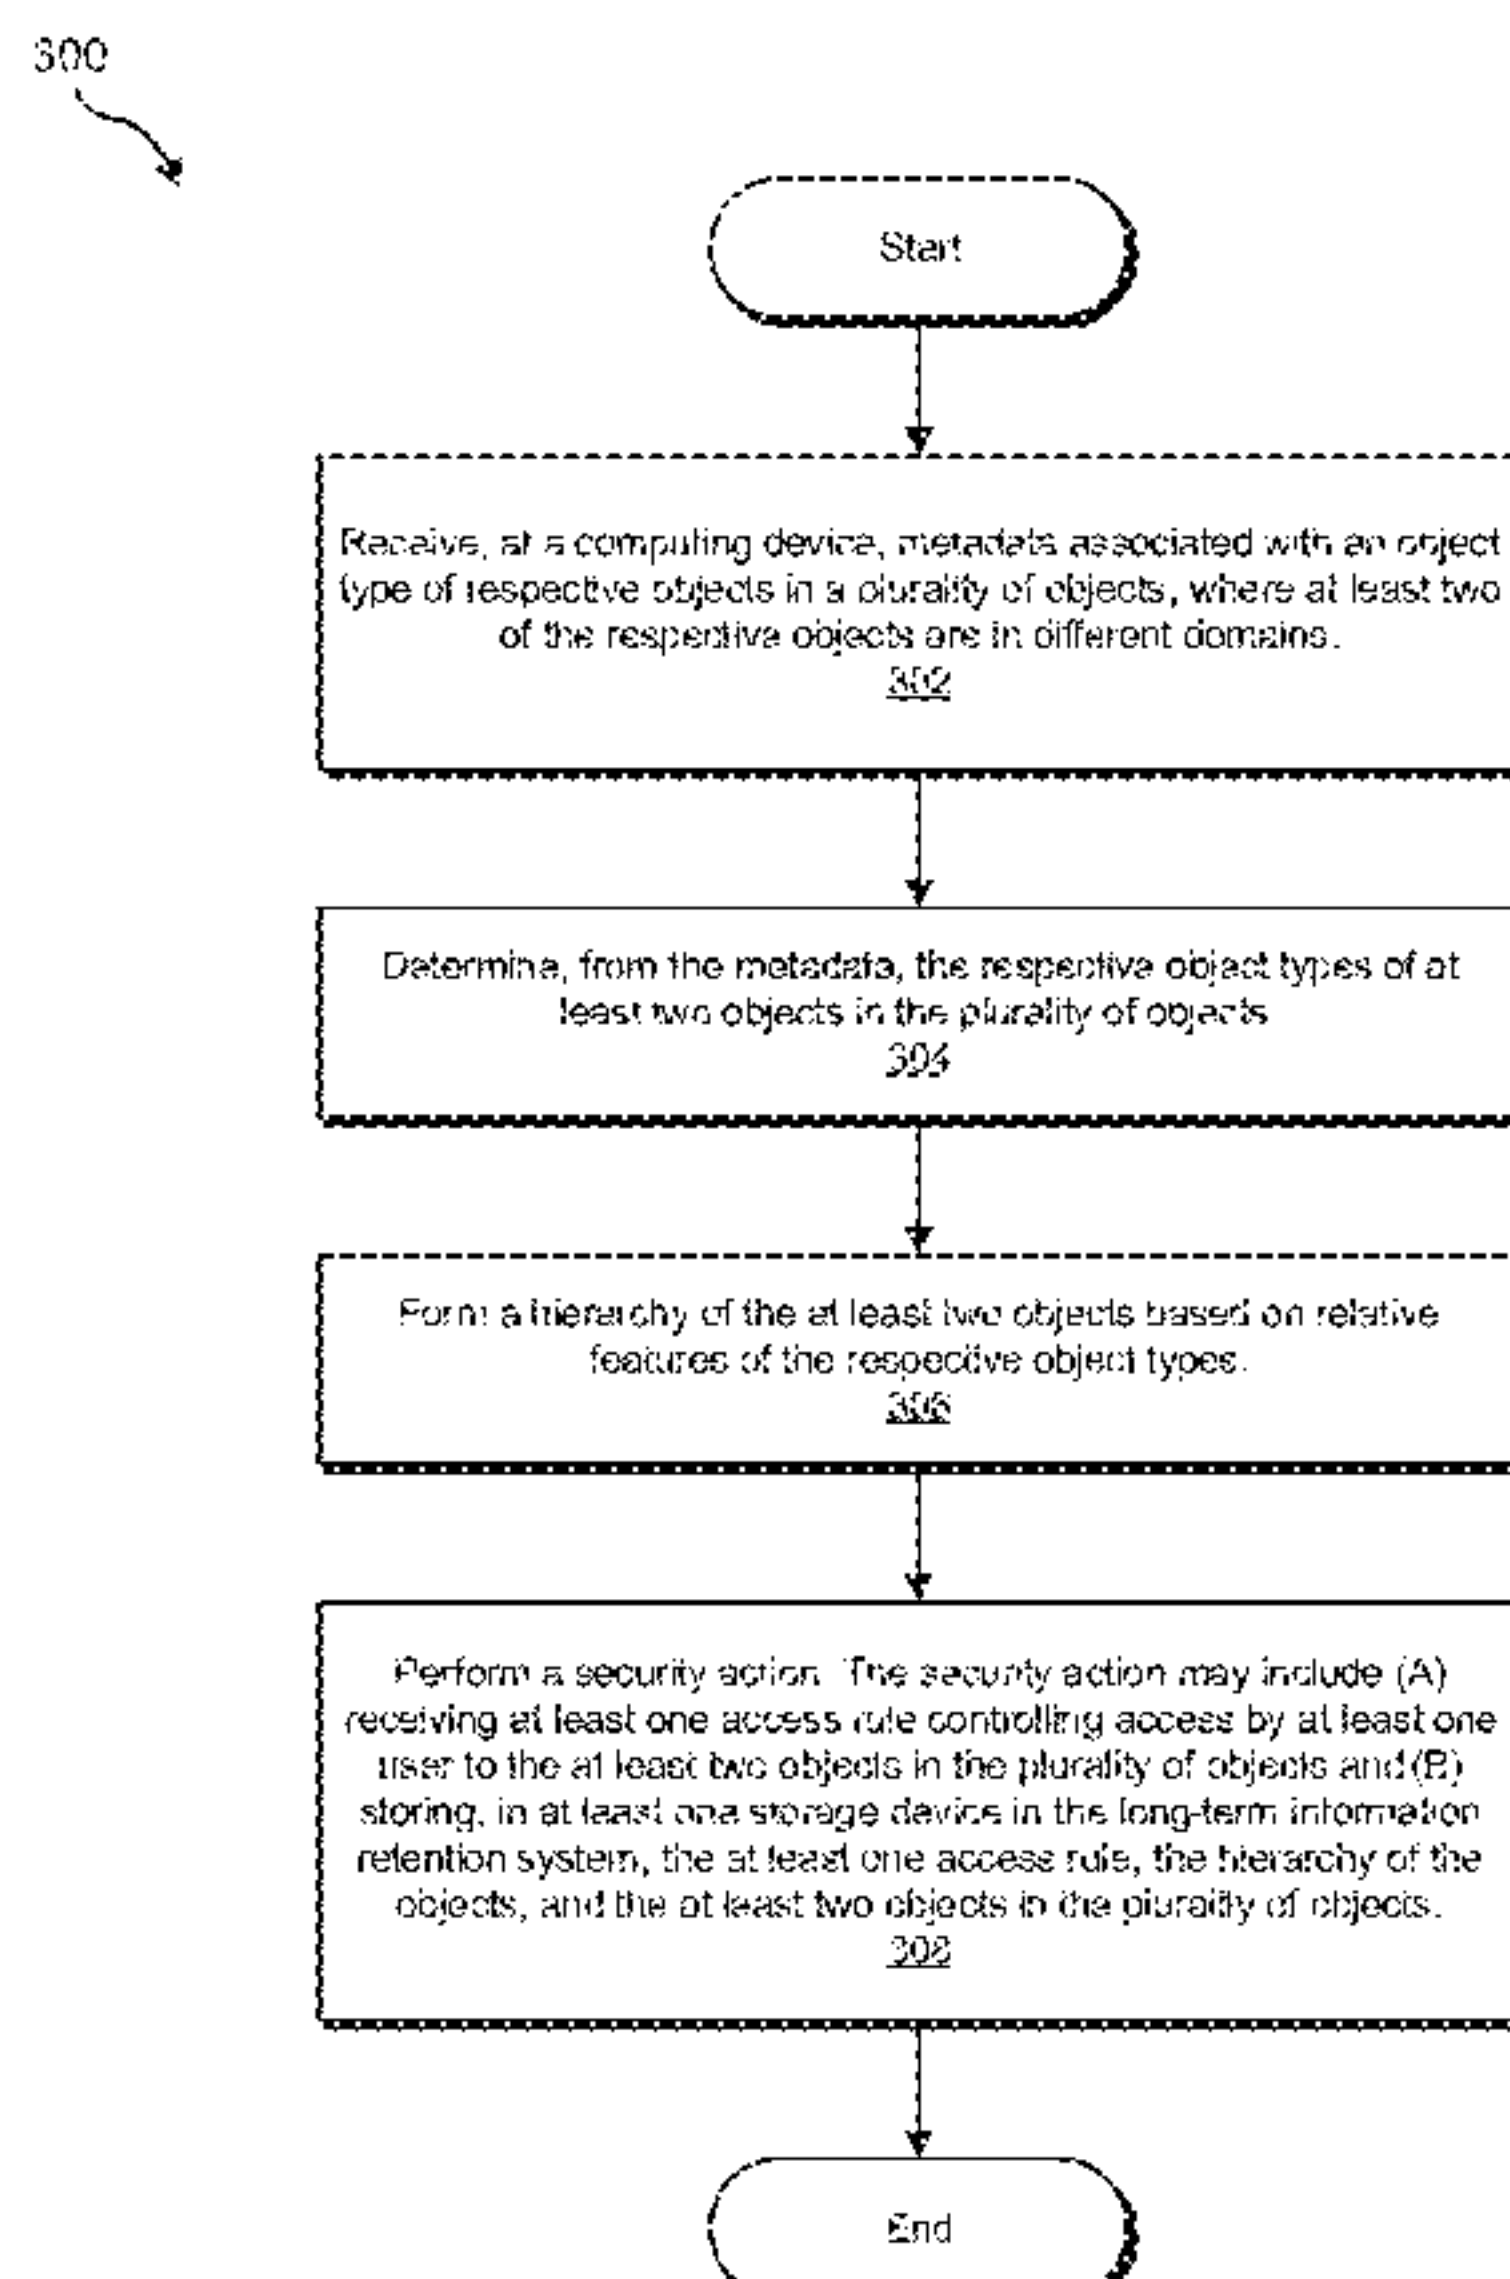 300
Start
Receive, at a computing device, metadata associated with an object
type of respective objects in a plurality of objects, where at least two
of the respective objects are in different domains.
302
Determine, from the metadata, the respective object types of at
least two objects in the plurality of objects
304
Form a hierarchy of the at least two objects based on relative
features of the respective object types.
306
Perform a security action. The security action may include (A)
receiving at least one access rule controlling access by at least one
user to the at least two objects in the plurality of objects and (B)
storing, in at least one storage device in the long-term information
retention system, the at least one access rule, the hierarchy of the
objects, and the at least two objects in the plurality of objects.
308
End